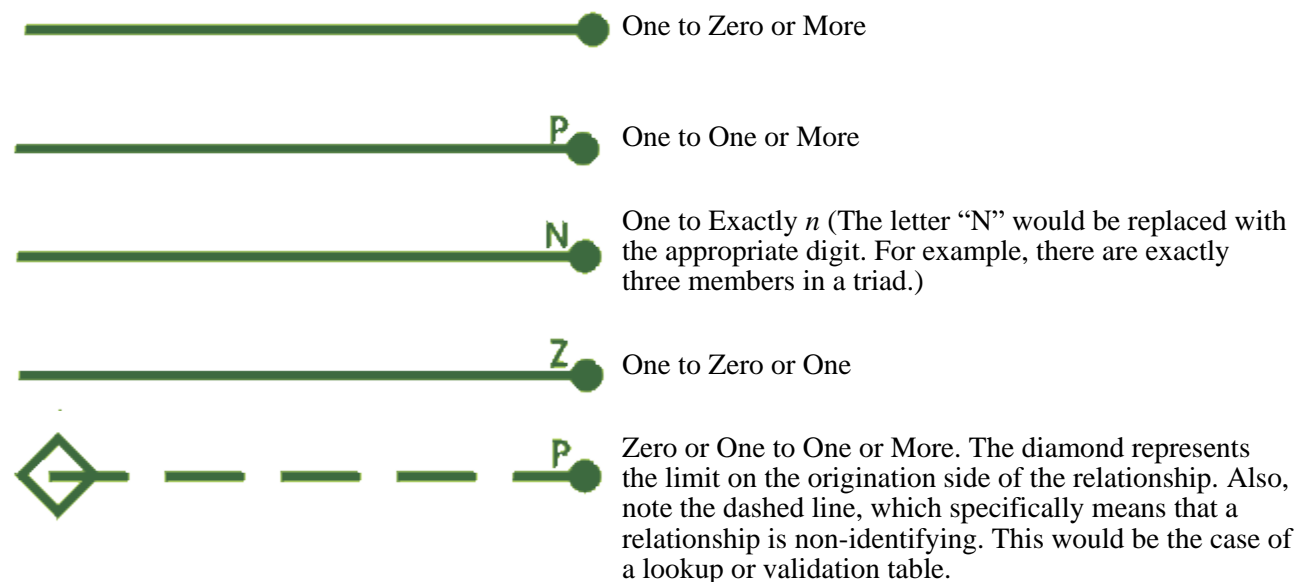 One to Zero or More
P
One to One or More
N
One to Exactly n (The letter “N” would be replaced with
the appropriate digit. For example, there are exactly
three members in a triad.)
Z
One to Zero or One
P
Zero or One to One or More. The diamond represents
the limit on the origination side of the relationship. Also,
note the dashed line, which specifically means that a
relationship is non-identifying. This would be the case of
a lookup or validation table.